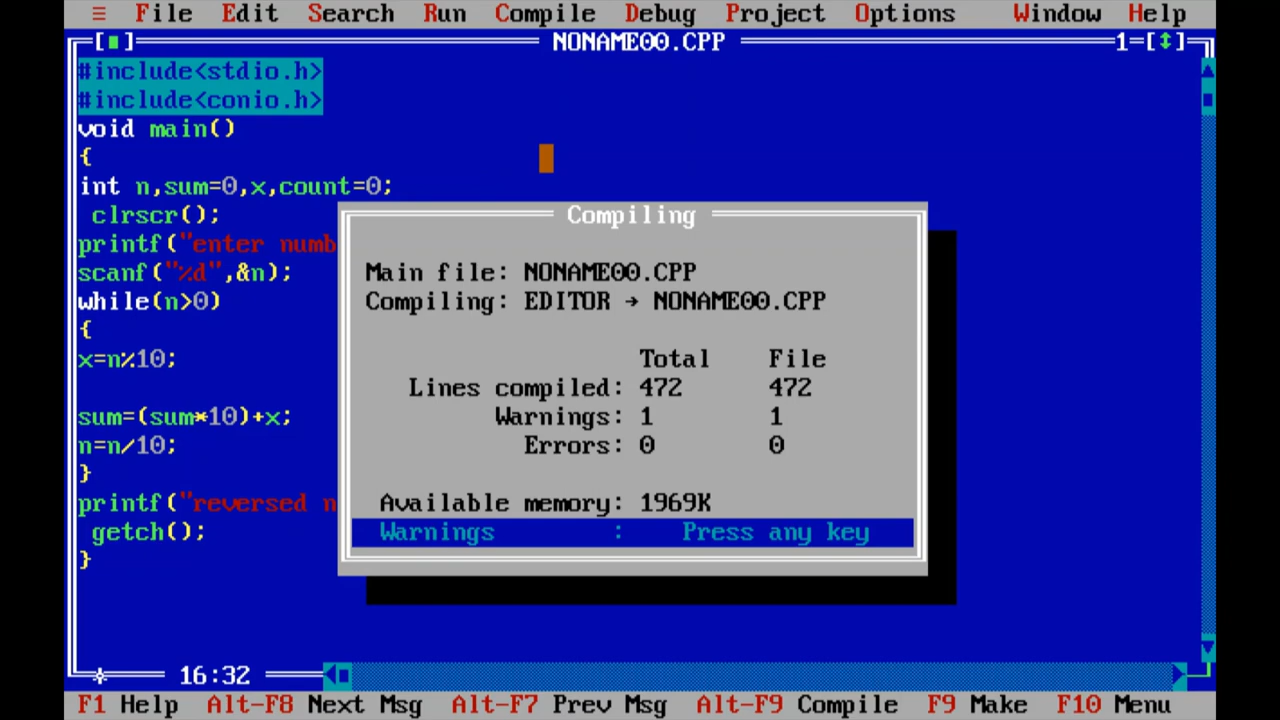 ≡ File Edit Search Run Compile Debug Project Options Window Help
[■] NONAME00.CPP 1=[↕]
#include<stdio.h>
#include<conio.h>
void main()
{
int n,sum=0,x,count=0;
clrscr();
printf("enter numb
scanf("%d",&n);
while(n>0)
{
x=n%10;
sum=(sum*10)+x;
n=n/10;
}
printf("reversed n
getch();
}
Compiling
Main file: NONAME00.CPP
Compiling: EDITOR → NONAME00.CPP
Total File
Lines compiled: 472 472
Warnings: 1 1
Errors: 0 0
Available memory: 1969K
Warnings : Press any key
16:32
F1 Help Alt-F8 Next Msg Alt-F7 Prev Msg Alt-F9 Compile F9 Make F10 Menu